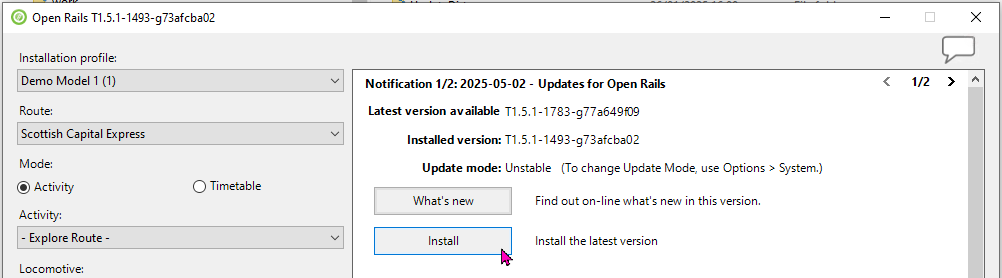 Open Rails T1.5.1-1493-g73afcba02
Installation profile:
Demo Model 1 (1)
Route:
Scottish Capital Express
Mode:
Activity
Timetable
Activity:
- Explore Route -
Locomotive:
Notification 1/2: 2025-05-02 - Updates for Open Rails
1/2
Latest version available T1.5.1-1783-g77a649f09
Installed version: T1.5.1-1493-g73afcba02
Update mode: Unstable (To change Update Mode, use Options > System.)
What's new
Find out on-line what's new in this version.
Install
Install the latest version